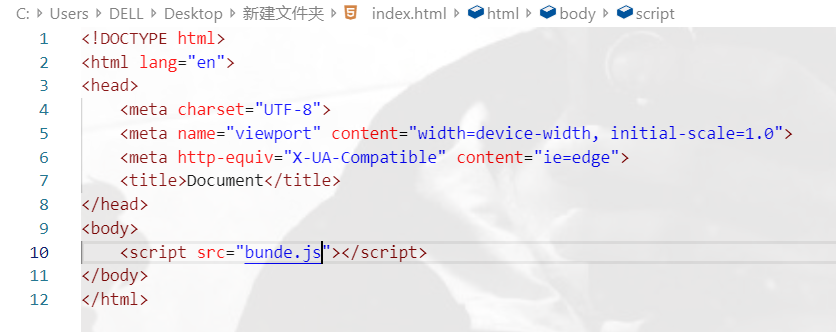 C: > Users > DELL > Desktop > 新建文件夹 > index.html > html > body > script
1 <!DOCTYPE html>
2 <html lang="en">
3 <head>
4 <meta charset="UTF-8">
5 <meta name="viewport" content="width=device-width, initial-scale=1.0">
6 <meta http-equiv="X-UA-Compatible" content="ie=edge">
7 <title>Document</title>
8 </head>
9 <body>
10 <script src="bunde.js"></script>
11 </body>
12 </html>